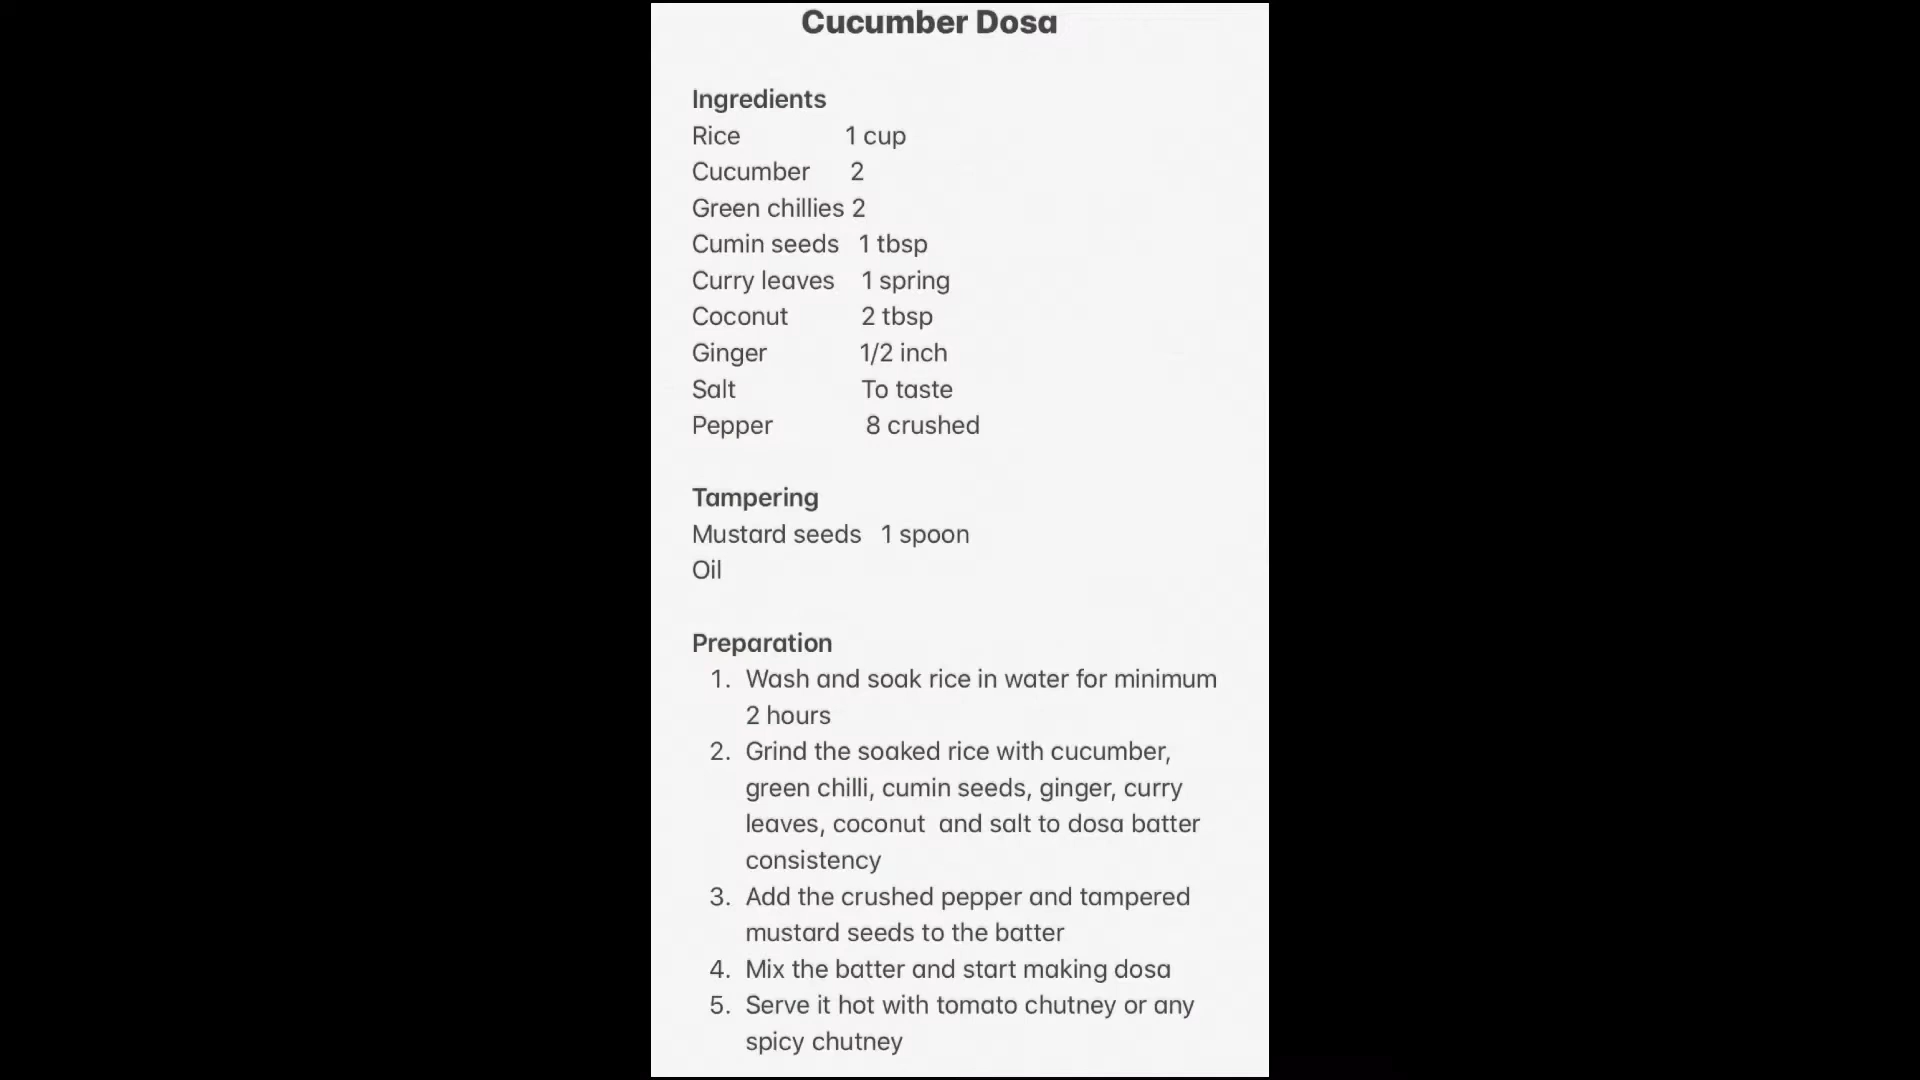 Cucumber Dosa
Ingredients
Rice 1 cup
Cucumber 2
Green chillies 2
Cumin seeds 1 tbsp
Curry leaves 1 spring
Coconut 2 tbsp
Ginger 1/2 inch
Salt To taste
Pepper 8 crushed
Tampering
Mustard seeds 1 spoon
Oil
Preparation
1. Wash and soak rice in water for minimum
2 hours
2. Grind the soaked rice with cucumber,
green chilli, cumin seeds, ginger, curry
leaves, coconut and salt to dosa batter
consistency
3. Add the crushed pepper and tampered
mustard seeds to the batter
4. Mix the batter and start making dosa
5. Serve it hot with tomato chutney or any
spicy chutney